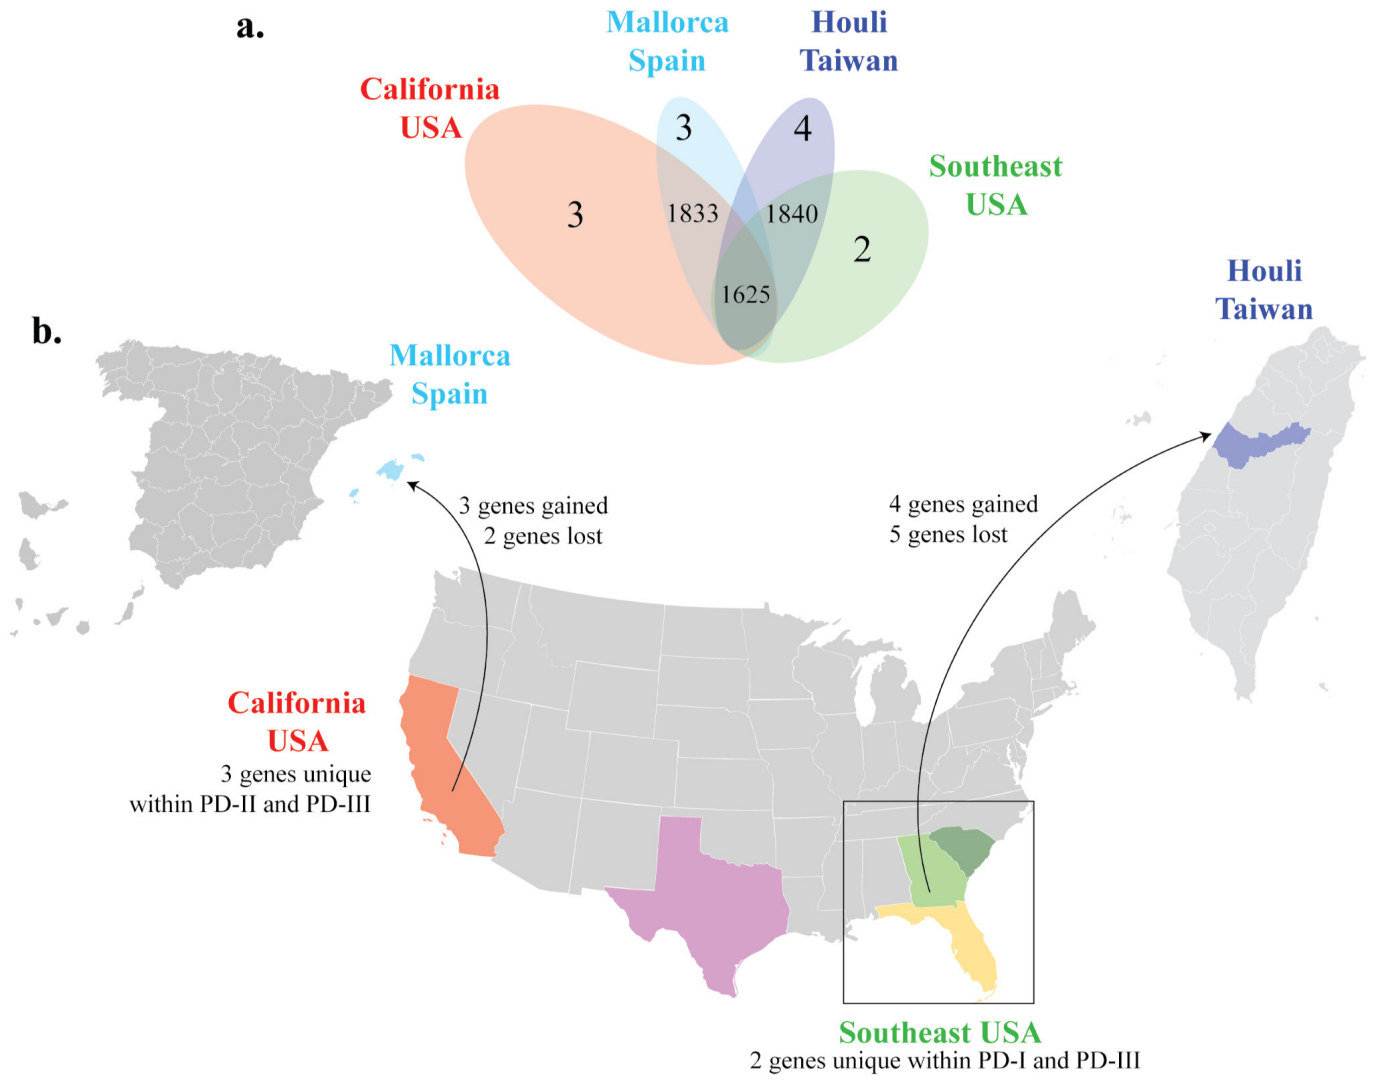 a.
Mallorca
Spain
Houli
Taiwan
California
USA
Southeast
USA
3
4
3
1833
1840
2
1625
b.
Mallorca
Spain
Houli
Taiwan
3 genes gained
2 genes lost
4 genes gained
5 genes lost
California
USA
3 genes unique
within PD-II and PD-III
Southeast USA
2 genes unique within PD-I and PD-III